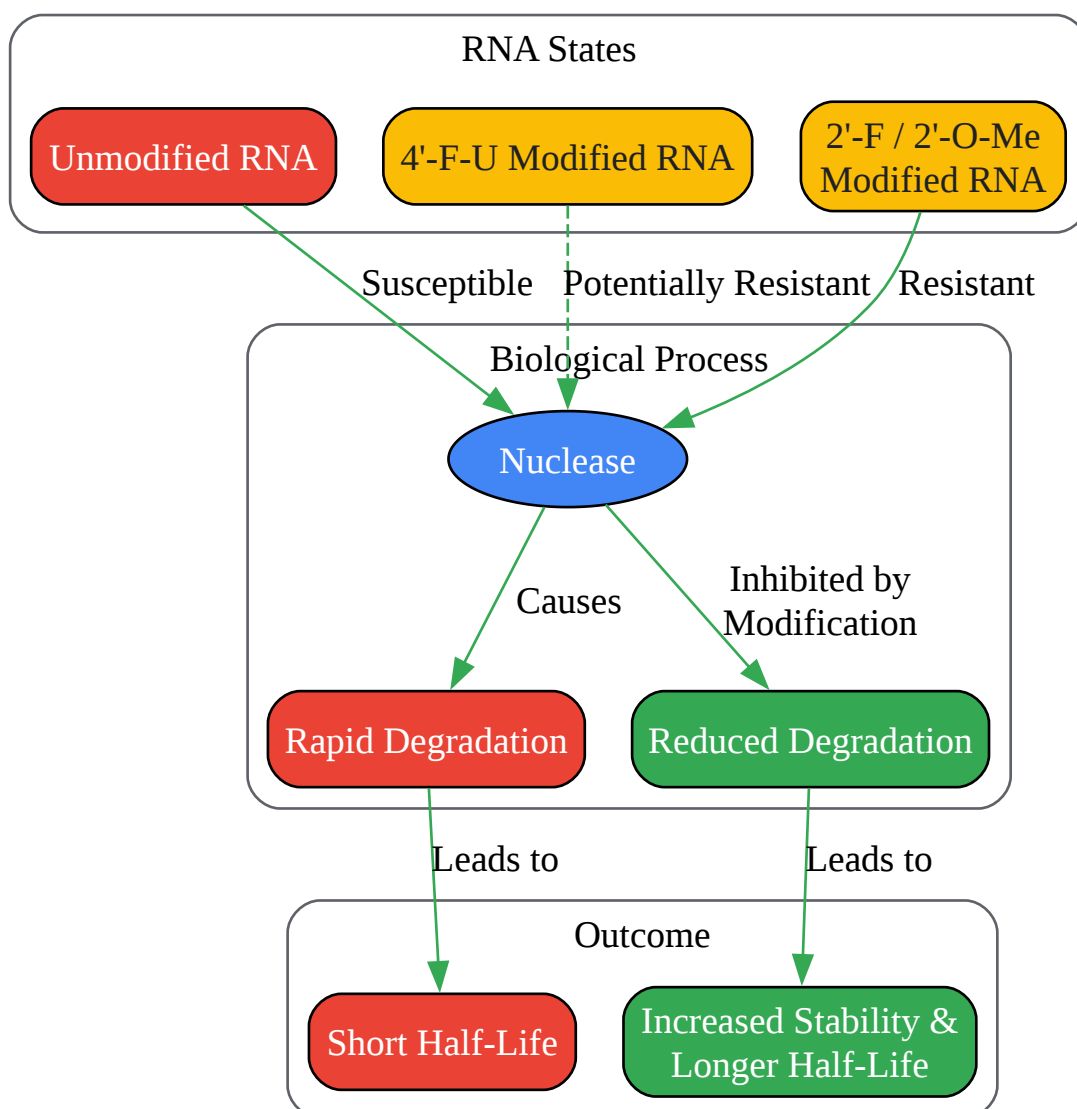 RNA States
Unmodified RNA
4'-F-U Modified RNA
2'-F / 2'-O-Me
Modified RNA
Susceptible
Potentially Resistant
Resistant
Biological Process
Nuclease
Causes
Inhibited by
Modification
Rapid Degradation
Reduced Degradation
Leads to
Leads to
Outcome
Short Half-Life
Increased Stability &
Longer Half-Life